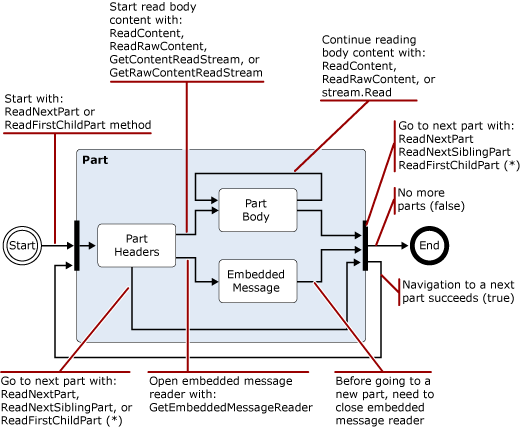 Start read body
content with:
ReadContent,
ReadRawContent,
GetContentReadStream, or
GetRawContentReadStream
Continue reading
body content with:
ReadContent,
ReadRawContent, or
stream.Read
Start with:
ReadNextPart or
ReadFirstChildPart method
Go to next part with:
ReadNextPart
ReadNextSiblingPart
ReadFirstChildPart (*)
Part
No more
parts (false)
Part
Body
Start
Part
Headers
End
Embedded
Message
Navigation to a next
part succeeds (true)
Go to next part with:
ReadNextPart,
ReadNextSiblingPart, or
ReadFirstChildPart (*)
Open embedded message
reader with:
GetEmbeddedMessageReader
Before going to a
new part, need to
close embedded
message reader